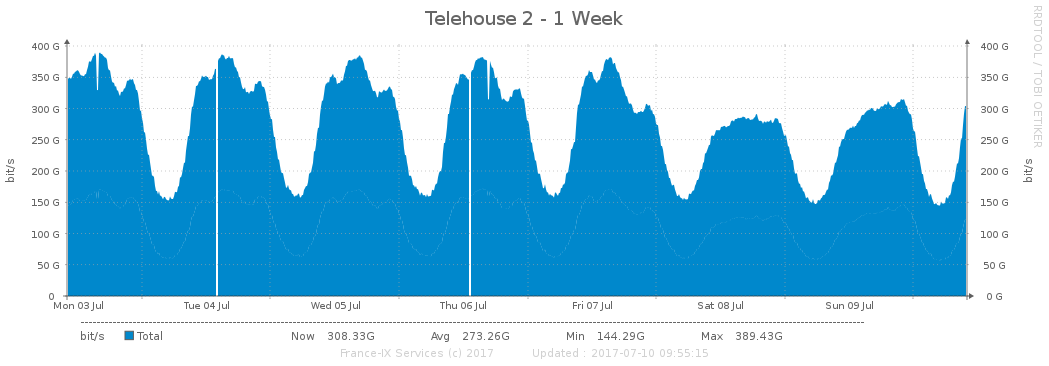 Telehouse 2 - 1 Week
RRDTOOL / TOBI OETIKER
bit/s
400 G 400 G
350 G 350 G
300 G 300 G
250 G 250 G
200 G 200 G
150 G 150 G
100 G 100 G
50 G 50 G
0 0 G
bit/s
Mon 03 Jul Tue 04 Jul Wed 05 Jul Thu 06 Jul Fri 07 Jul Sat 08 Jul Sun 09 Jul
bit/s Total Now 308.33G Avg 273.26G Min 144.29G Max 389.43G
France-IX Services (c) 2017 Updated : 2017-07-10 09:55:15